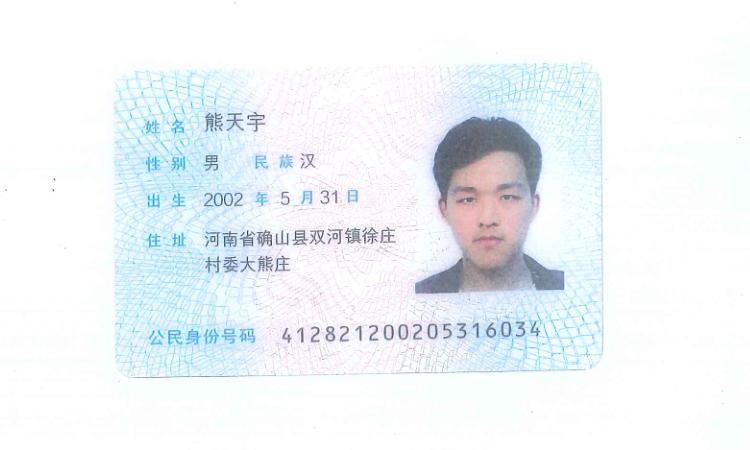 姓名 熊天宇
性别 男 民族 汉
出生 2002 年 5 月 31 日
住址 河南省确山县双河镇徐庄
村委大熊庄
公民身份号码 412821200205316034